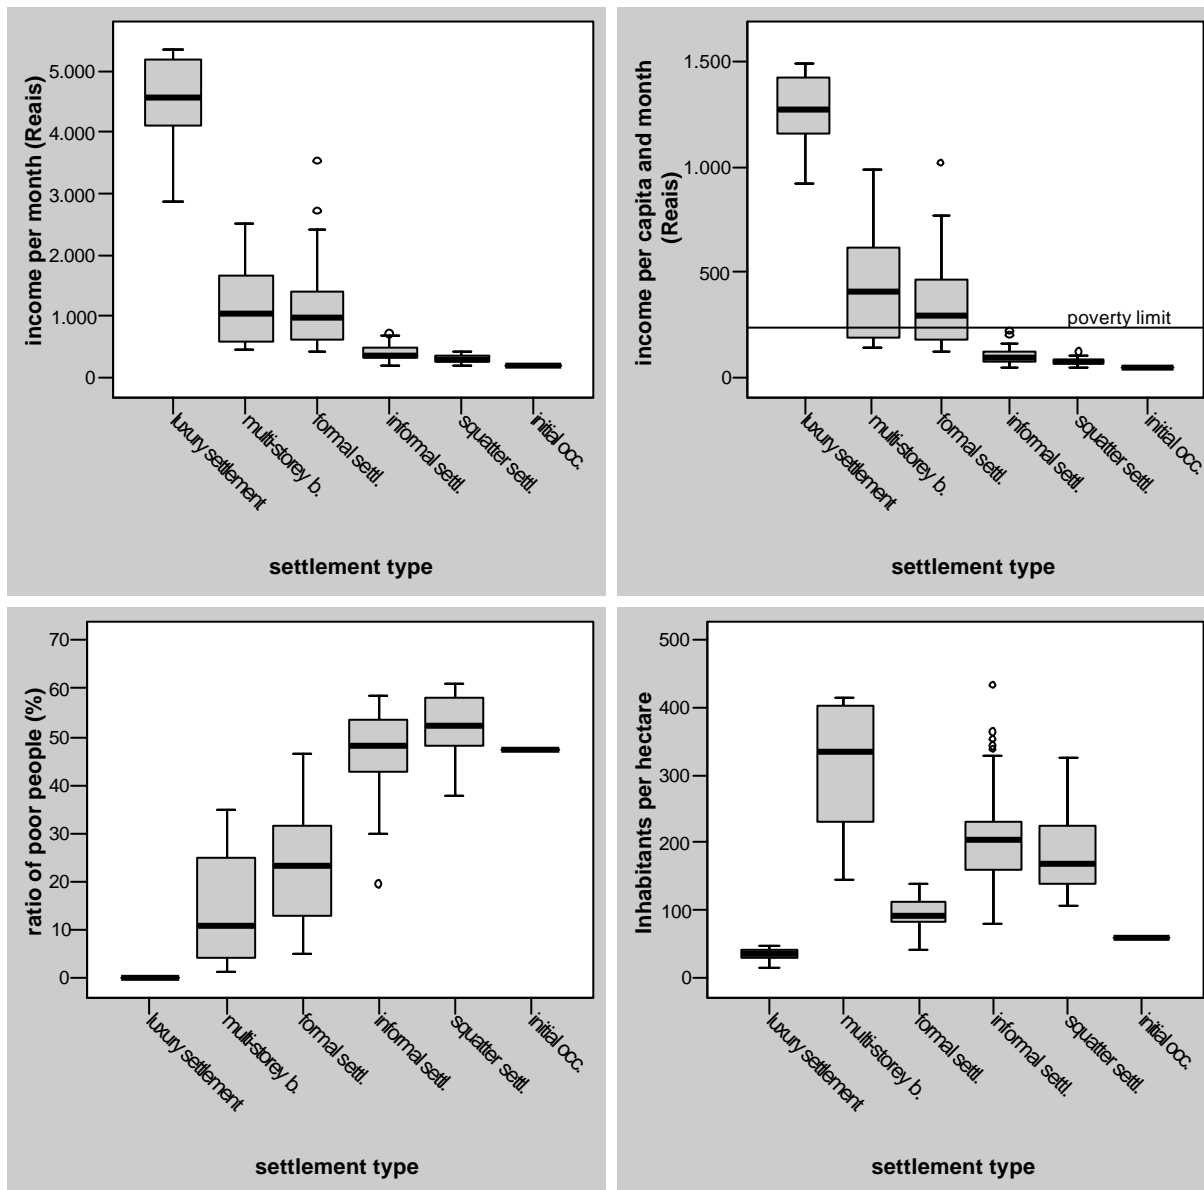 income per month (Reais)
5.000
4.000
3.000
2.000
1.000
0
luxury settlement
multi-storey b.
formal settl.
informal settl.
squatter settl.
initial occ.
settlement type
income per capita and month
(Reais)
1.500
1.000
500
0
poverty limit
luxury settlement
multi-storey b.
formal settl.
informal settl.
squatter settl.
initial occ.
settlement type
ratio of poor people (%)
70
60
50
40
30
20
10
0
luxury settlement
multi-storey b.
formal settl.
informal settl.
squatter settl.
initial occ.
settlement type
Inhabitants per hectare
500
400
300
200
100
0
luxury settlement
multi-storey b.
formal settl.
informal settl.
squatter settl.
initial occ.
settlement type